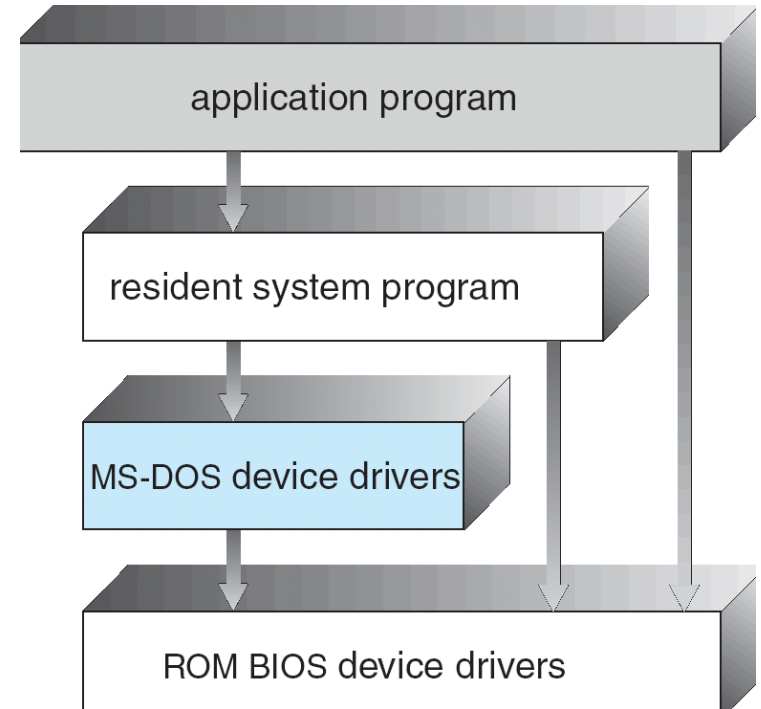 application program
resident system program
MS-DOS device drivers
ROM BIOS device drivers